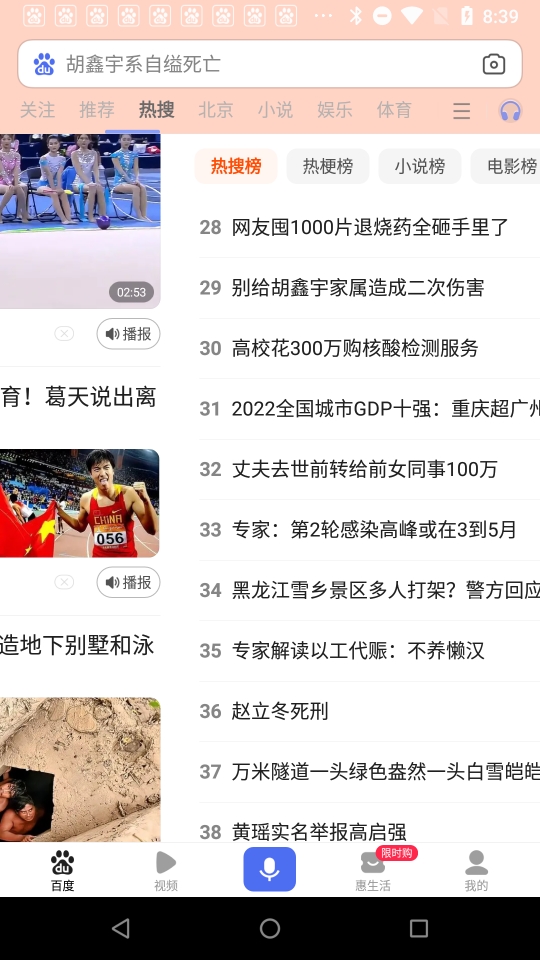 8:39
du 胡鑫宇系自缢死亡
关注 推荐 热搜 北京 小说 娱乐 体育
热搜榜 热梗榜 小说榜 电影榜
02:53
播报
育！葛天说出离
CHINA
056
播报
造地下别墅和泳
28 网友囤1000片退烧药全砸手里了
29 别给胡鑫宇家属造成二次伤害
30 高校花300万购核酸检测服务
31 2022全国城市GDP十强：重庆超广州
32 丈夫去世前转给前女同事100万
33 专家：第2轮感染高峰或在3到5月
34 黑龙江雪乡景区多人打架？警方回应
35 专家解读以工代赈：不养懒汉
36 赵立冬死刑
37 万米隧道一头绿色盎然一头白雪皑皑
38 黄瑶实名举报高启强
限时购
du
百度 视频 惠生活 我的